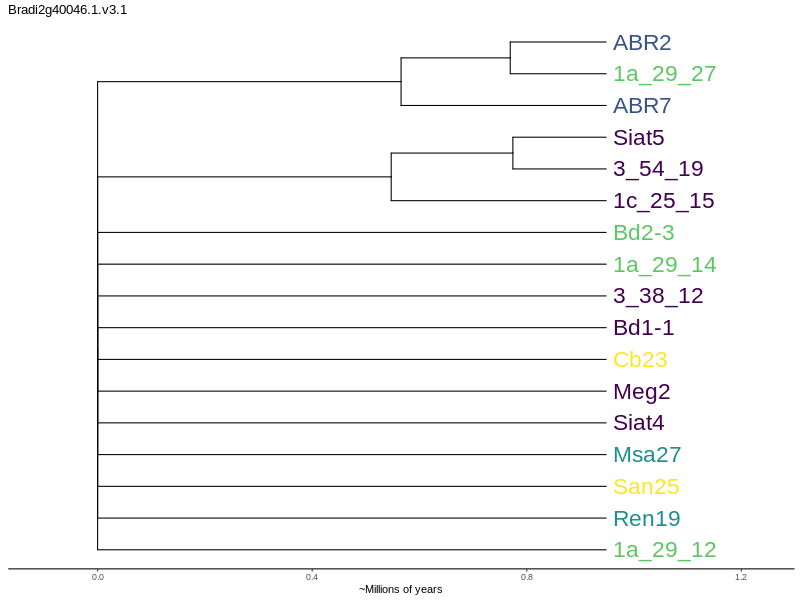 Bradi2g40046.1.v3.1
ABR2
1a_29_27
ABR7
Siat5
3_54_19
1c_25_15
Bd2-3
1a_29_14
3_38_12
Bd1-1
Cb23
Meg2
Siat4
Msa27
San25
Ren19
1a_29_12
0.0 0.4 0.8 1.2
~Millions of years